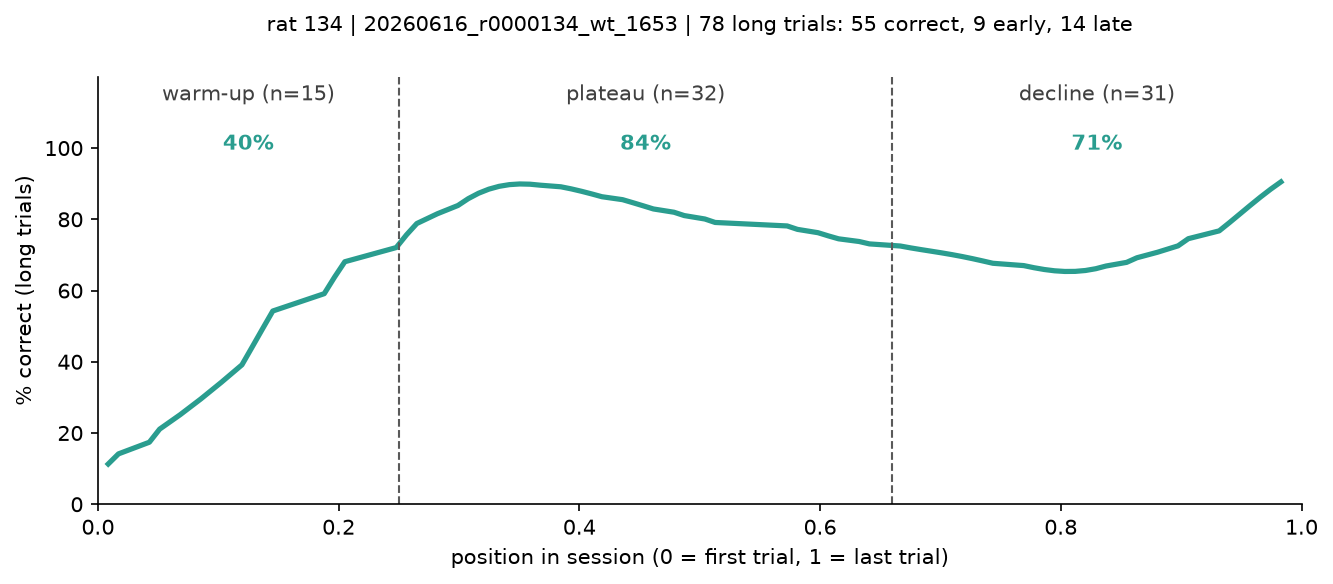 rat 134 | 20260616_r0000134_wt_1653 | 78 long trials: 55 correct, 9 early, 14 late
warm-up (n=15)
plateau (n=32)
decline (n=31)
40%
84%
71%
% correct (long trials)
100
80
60
40
20
0
0.0
0.2
0.4
0.6
0.8
1.0
position in session (0 = first trial, 1 = last trial)